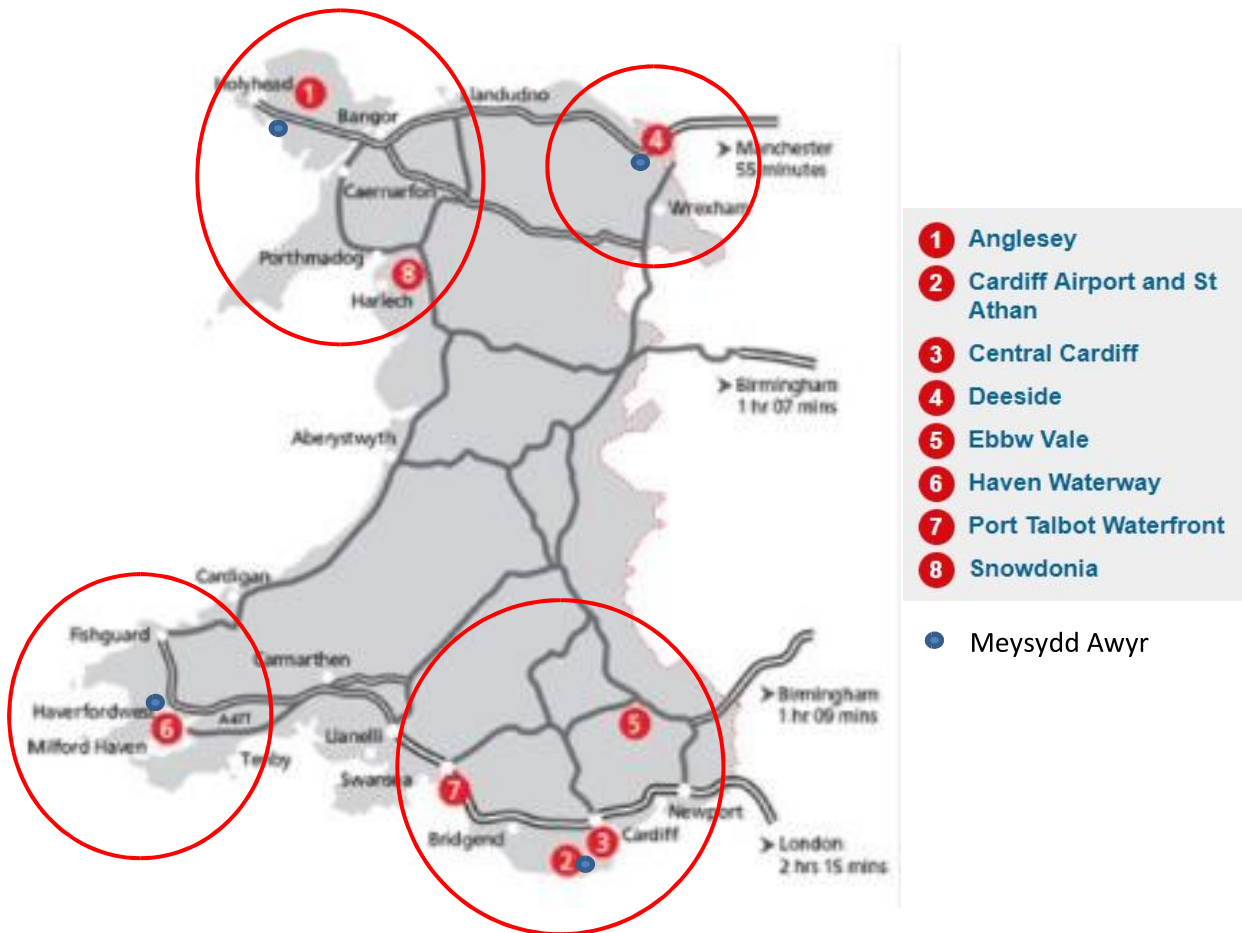 Holyhead
1
Bangor
Llandudno
4
Manchester
55 minutes
Caernarfon
Wrexham
Porthmadog
8
Harlech
Birmingham
1 hr 07 mins
Aberystwyth
Cardigan
Fishguard
Carmarthen
Haverfordwest
A477
6
Milford Haven
Tenby
Llanelli
Swansea
5
Birmingham
1 hr 09 mins
7
Newport
Bridgend
3
Cardiff
2
London
2 hrs 15 mins
1 Anglesey
2 Cardiff Airport and St
Athan
3 Central Cardiff
4 Deeside
5 Ebbw Vale
6 Haven Waterway
7 Port Talbot Waterfront
8 Snowdonia
Meysydd Awyr